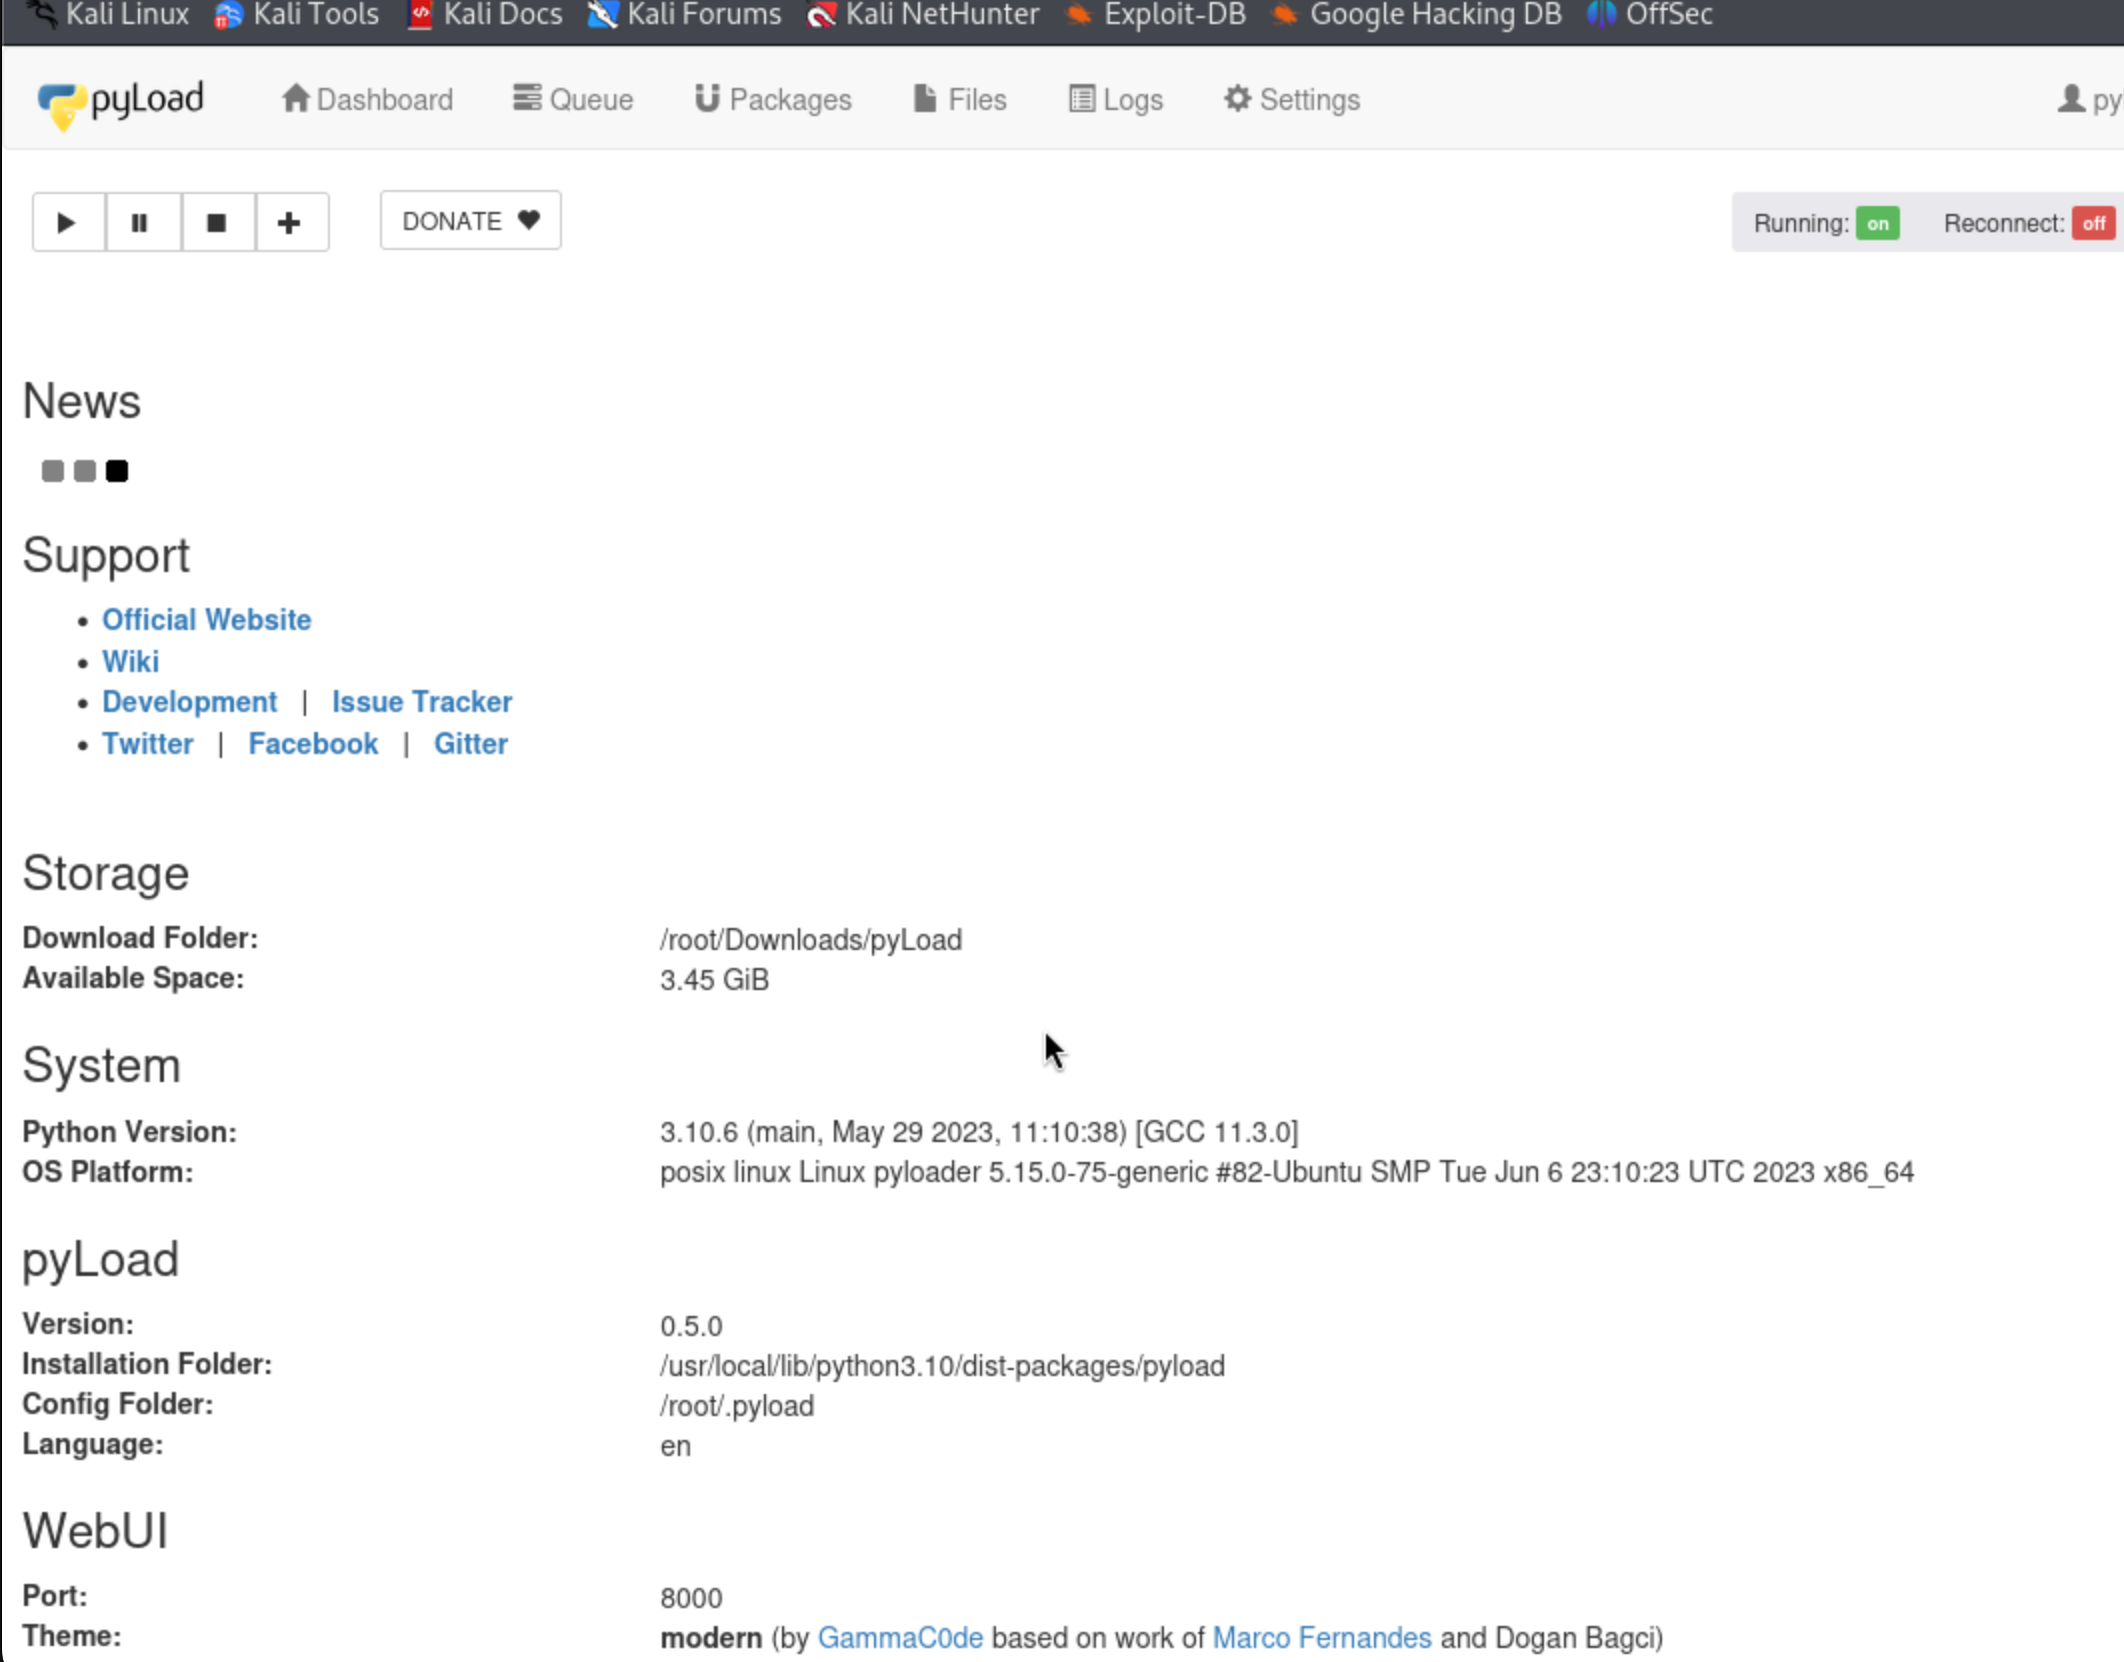 Kali Linux Kali Tools Kali Docs Kali Forums Kali NetHunter Exploit-DB Google Hacking DB OffSec
pyLoad Dashboard Queue Packages Files Logs Settings py
DONATE Running: on Reconnect: off
News
Support
Official Website
Wiki
Development | Issue Tracker
Twitter | Facebook | Gitter
Storage
Download Folder: /root/Downloads/pyLoad
Available Space: 3.45 GiB
System
Python Version: 3.10.6 (main, May 29 2023, 11:10:38) [GCC 11.3.0]
OS Platform: posix linux Linux pyloader 5.15.0-75-generic #82-Ubuntu SMP Tue Jun 6 23:10:23 UTC 2023 x86_64
pyLoad
Version: 0.5.0
Installation Folder: /usr/local/lib/python3.10/dist-packages/pyload
Config Folder: /root/.pyload
Language: en
WebUI
Port: 8000
Theme: modern (by GammaC0de based on work of Marco Fernandes and Dogan Bagci)